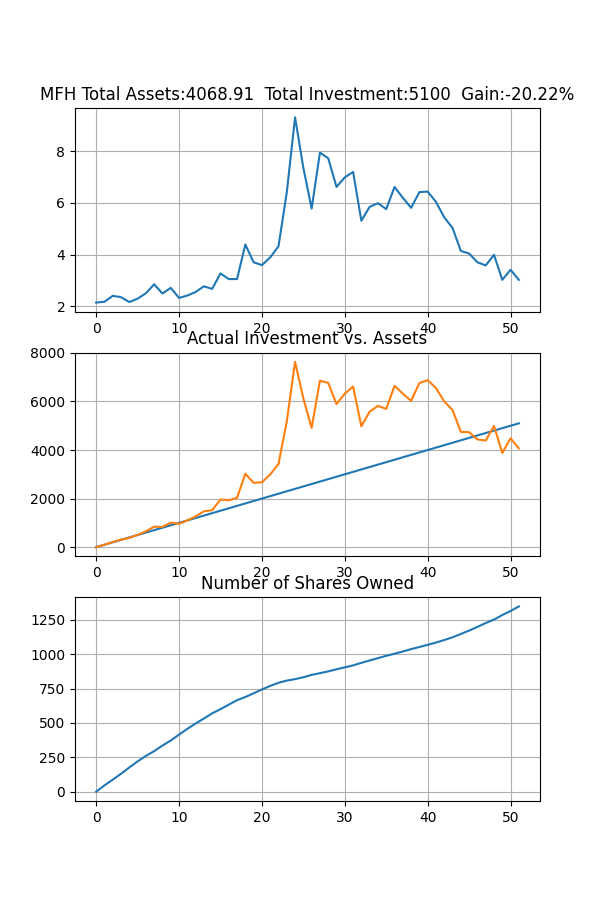 MFH Total Assets:4068.91  Total Investment:5100  Gain:-20.22%
8
6
4
2
0 10 20 30 40 50
Actual Investment vs. Assets
8000
6000
4000
2000
0
0 10 20 30 40 50
Number of Shares Owned
1250
1000
750
500
250
0
0 10 20 30 40 50